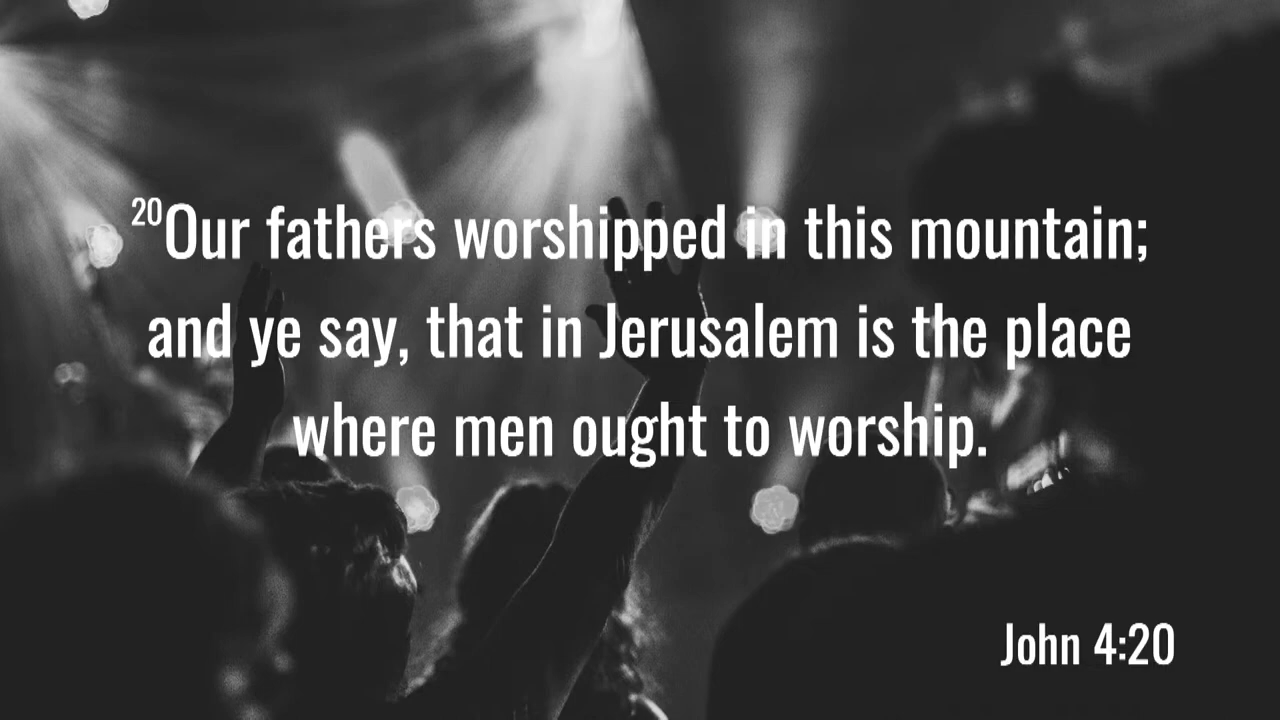 20Our fathers worshipped in this mountain;
and ye say, that in Jerusalem is the place
where men ought to worship.
John 4:20